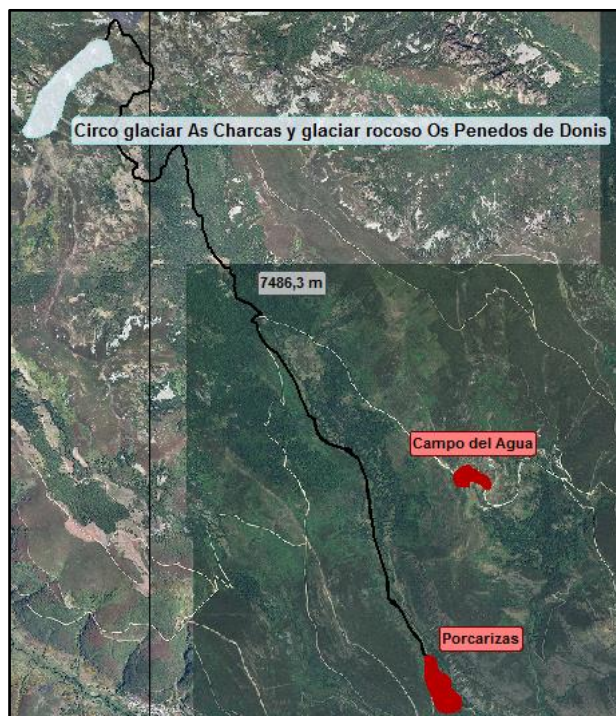 Circo glaciar As Charcas y glaciar rocoso Os Penedos de Donis
7486,3 m
Campo del Agua
Porcarizas